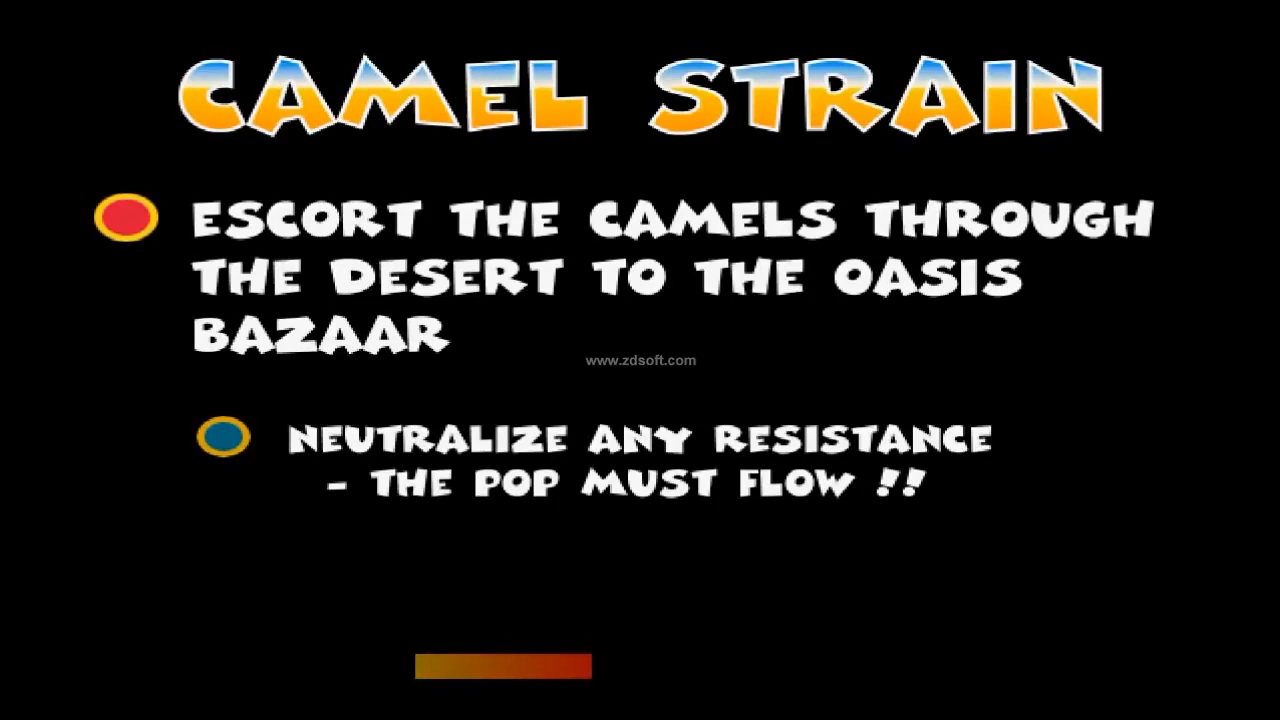 CAMEL STRAIN
ESCORT THE CAMELS THROUGH
THE DESERT TO THE OASIS
BAZAAR
www.zdsoft.com
NEUTRALIZE ANY RESISTANCE
- THE POP MUST FLOW !!